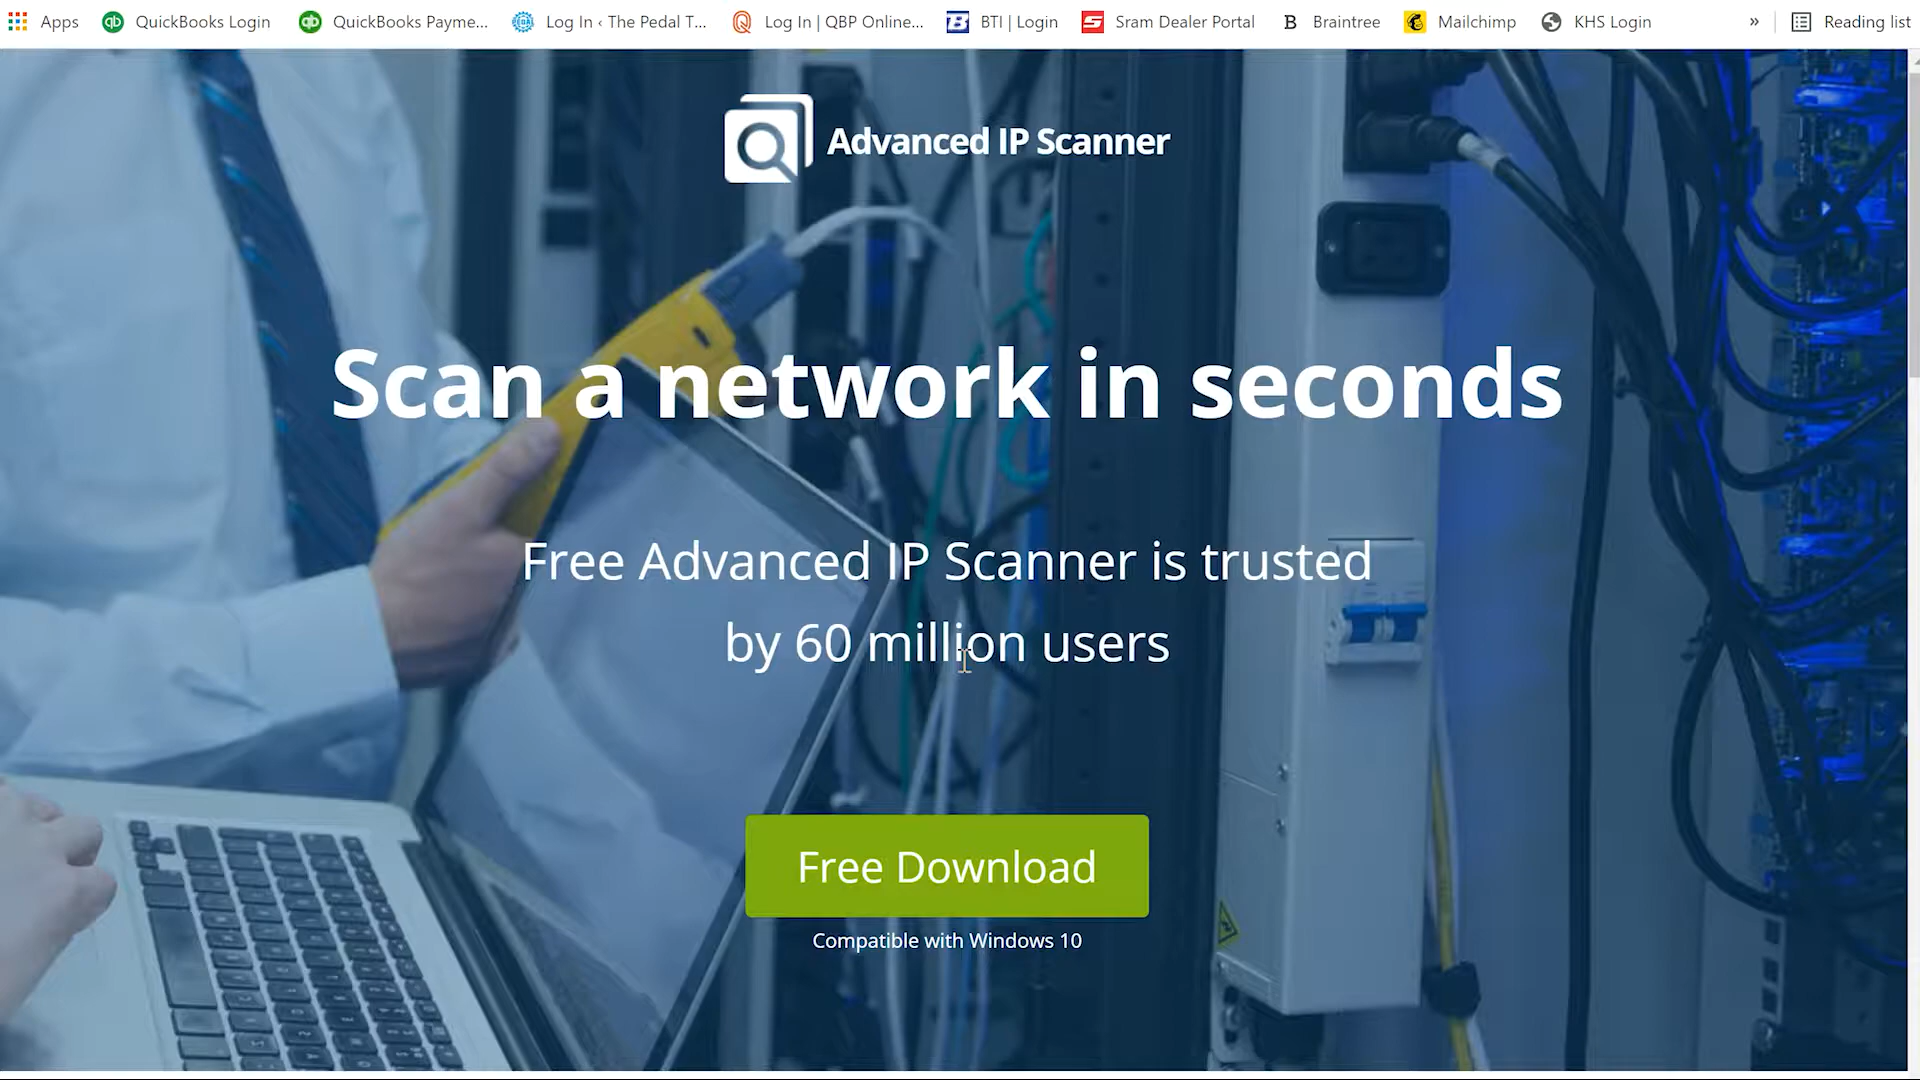 Apps QuickBooks Login QuickBooks Payme... Log In ‹ The Pedal T... Log In | QBP Online... BTI | Login Sram Dealer Portal Braintree Mailchimp KHS Login » Reading list
Advanced IP Scanner
Scan a network in seconds
Free Advanced IP Scanner is trusted
by 60 million users
Free Download
Compatible with Windows 10